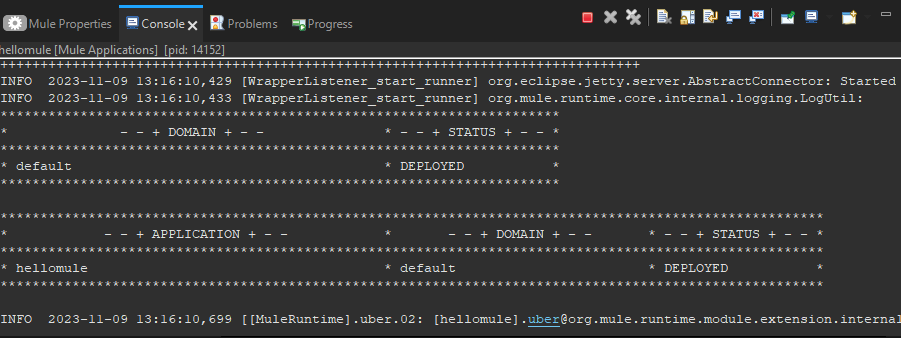 Mule Properties Console Problems Progress
hellomule [Mule Applications] [pid: 14152]
++++++++++++++++++++++++++++++++++++++++++++++++++++++++++++++++++++++++++++++++
INFO  2023-11-09 13:16:10,429 [WrapperListener_start_runner] org.eclipse.jetty.server.AbstractConnector: Started
INFO  2023-11-09 13:16:10,433 [WrapperListener_start_runner] org.mule.runtime.core.internal.logging.LogUtil:
**********************************************************************
*              - - + DOMAIN + - -               * - - + STATUS + - - *
**********************************************************************
* default                                       * DEPLOYED           *
**********************************************************************
*******************************************************************************************************
*            - - + APPLICATION + - -            *       - - + DOMAIN + - -       * - - + STATUS + - - *
*******************************************************************************************************
* hellomule                                     * default                        * DEPLOYED           *
*******************************************************************************************************
INFO  2023-11-09 13:16:10,699 [[MuleRuntime].uber.02: [hellomule].uber@org.mule.runtime.module.extension.internal